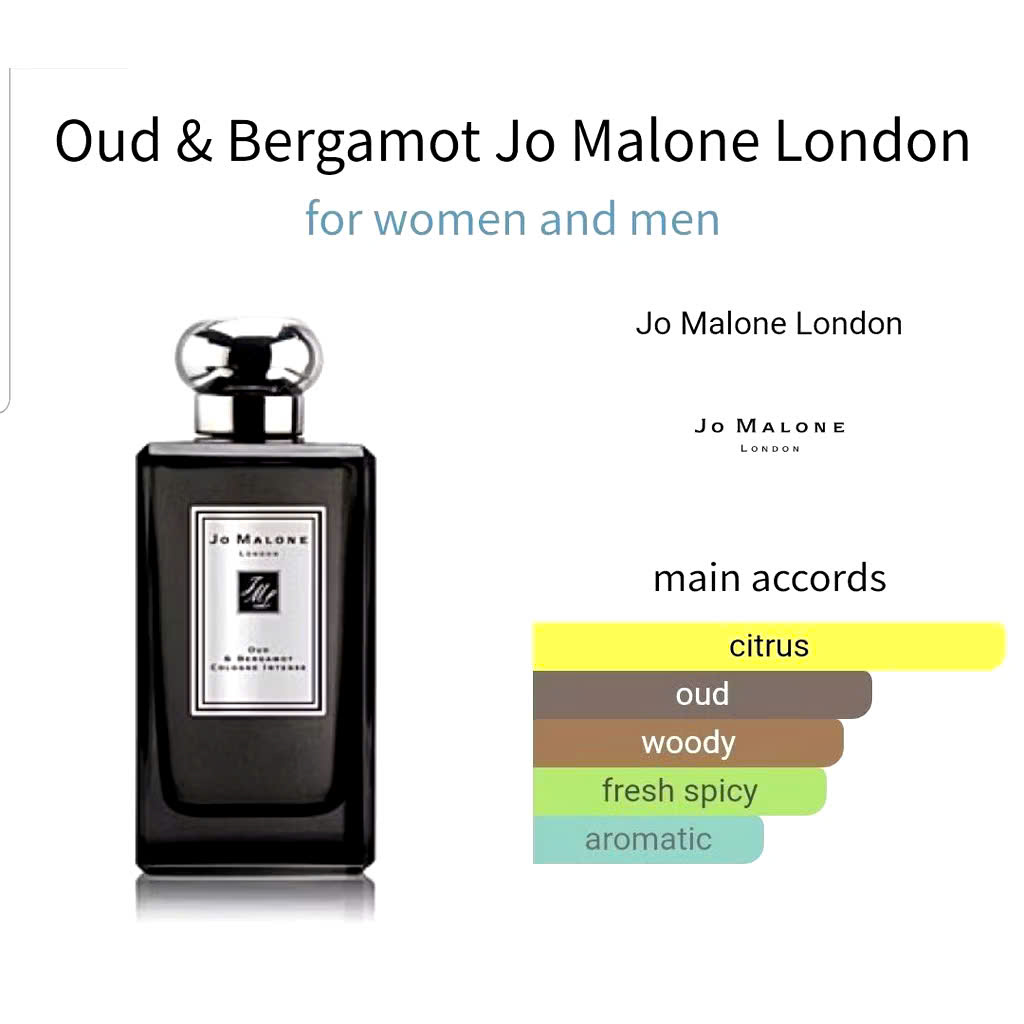 Oud & Bergamot Jo Malone London
for women and men
Jo Malone London
JO MALONE
LONDON
main accords
citrus
oud
woody
fresh spicy
aromatic
JO MALONE
LONDON
OUD
& BERGAMOT
COLOGNE INTENSE